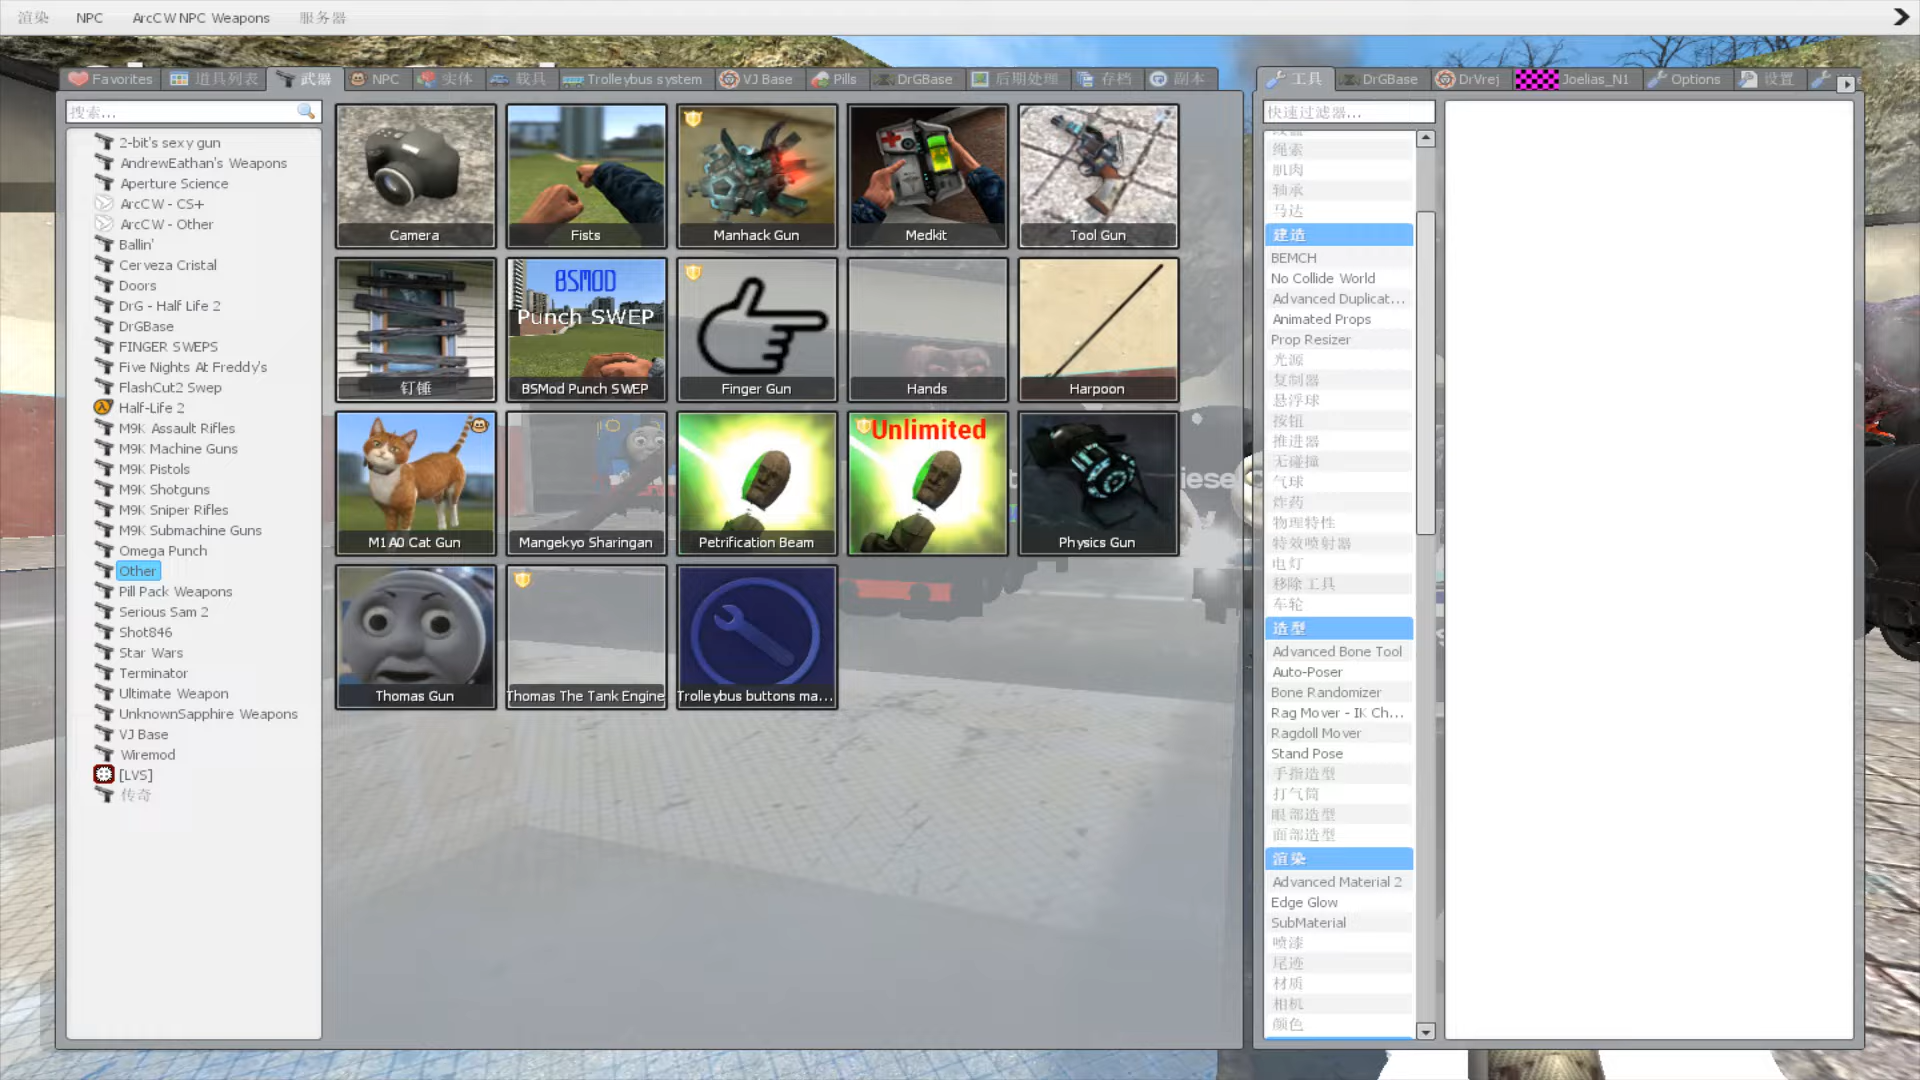 渲染 NPC ArcCW NPC Weapons 服务器
Favorites 道具列表 武器 NPC 实体 载具 Trolleybus system VJ Base Pills DrGBase 后期处理 存档 副本
搜索...
2-bit's sexy gun
AndrewEathan's Weapons
Aperture Science
ArcCW - CS+
ArcCW - Other
Ballin'
Cerveza Cristal
Doors
DrG - Half Life 2
DrGBase
FINGER SWEPS
Five Nights At Freddy's
FlashCut2 Swep
Half-Life 2
M9K Assault Rifles
M9K Machine Guns
M9K Pistols
M9K Shotguns
M9K Sniper Rifles
M9K Submachine Guns
Omega Punch
Other
Pill Pack Weapons
Serious Sam 2
Shot846
Star Wars
Terminator
Ultimate Weapon
UnknownSapphire Weapons
VJ Base
Wiremod
[LVS]
传奇
Camera
Fists
Manhack Gun
Medkit
Tool Gun
钉锤
BSMOD
Punch SWEP
BSMod Punch SWEP
Finger Gun
Hands
Harpoon
M1A0 Cat Gun
Mangekyo Sharingan
Petrification Beam
Unlimited
Physics Gun
Thomas Gun
Thomas The Tank Engine
Trolleybus buttons ma...
工具 DrGBase DrVrej Joelias_N1 Options 设置
快速过滤器...
绳索
肌肉
轴承
马达
建造
BEMCH
No Collide World
Advanced Duplicat...
Animated Props
Prop Resizer
光源
复制器
悬浮球
按钮
推进器
无碰撞
气球
炸药
物理特性
特效喷射器
电灯
移除工具
车轮
造型
Advanced Bone Tool
Auto-Poser
Bone Randomizer
Rag Mover - IK Ch...
Ragdoll Mover
Stand Pose
手指造型
打气筒
眼部造型
面部造型
渲染
Advanced Material 2
Edge Glow
SubMaterial
喷漆
尾迹
材质
相机
颜色